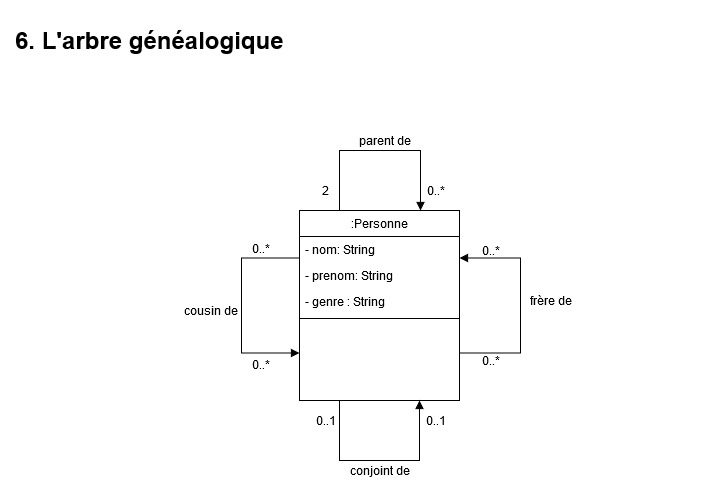 6. L'arbre généalogique
parent de
2
0..*
:Personne
- nom: String
- prenom: String
- genre : String
0..*
cousin de
0..*
0..*
frère de
0..*
0..1
0..1
conjoint de